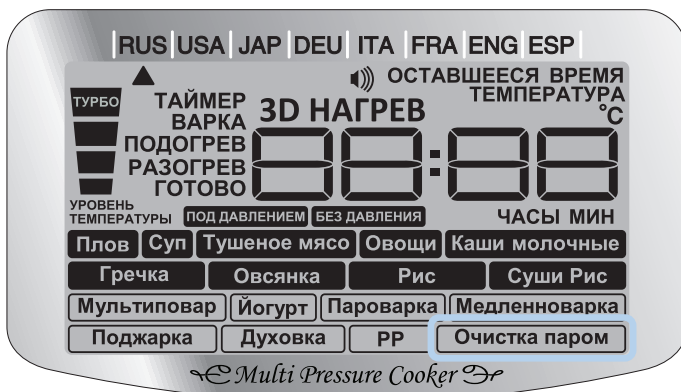 RUS USA JAP DEU ITA FRA ENG ESP
ОСТАВШЕЕСЯ ВРЕМЯ
ТУРБО ТАЙМЕР 3D НАГРЕВ ТЕМПЕРАТУРА
ВАРКА °C
ПОДОГРЕВ 88:88
РАЗОГРЕВ
ГОТОВО
УРОВЕНЬ
ТЕМПЕРАТУРЫ ПОД ДАВЛЕНИЕМ БЕЗ ДАВЛЕНИЯ ЧАСЫ МИН
Плов Суп Тушеное мясо Овощи Каши молочные
Гречка Овсянка Рис Суши Рис
Мультиповар Йогурт Пароварка Медленноварка
Поджарка Духовка РР Очистка паром
Multi Pressure Cooker